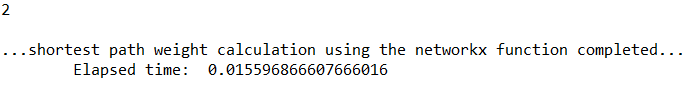 2
...shortest path weight calculation using the networkx function completed...
Elapsed time:  0.015596866607666016